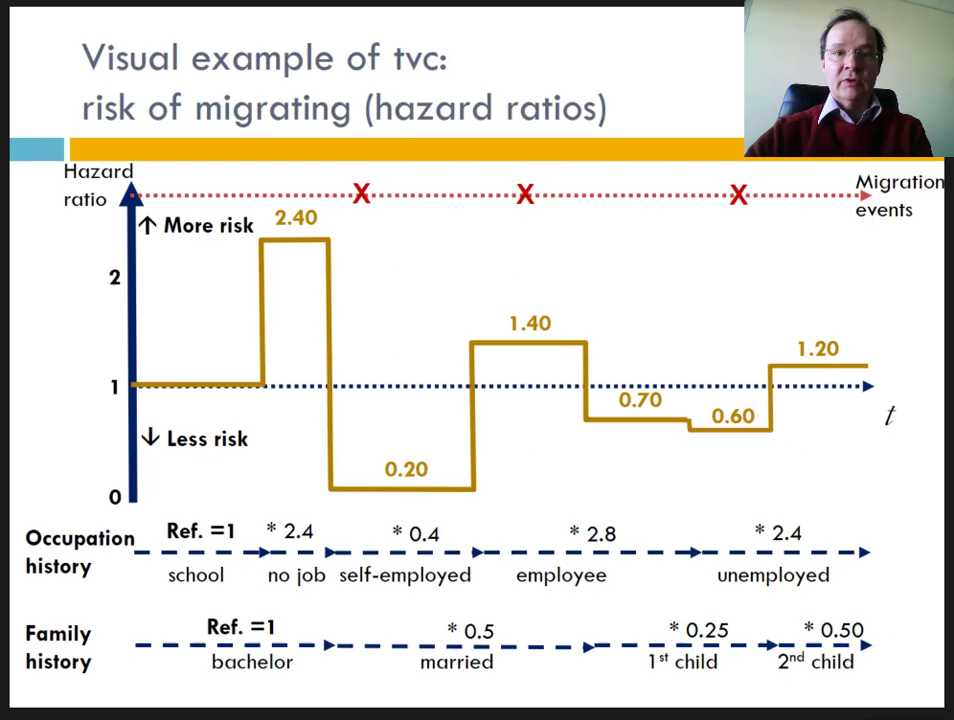 Visual example of tvc:
risk of migrating (hazard ratios)
Hazard
ratio
X X X
Migration
events
↑ More risk
2.40
2
1.40
1.20
1
0.70
0.60
t
↓ Less risk
0.20
0
Occupation
history
Ref. =1 * 2.4 * 0.4 * 2.8 * 2.4
school no job self-employed employee unemployed
Family
history
Ref. =1 * 0.5 * 0.25 * 0.50
bachelor married 1st child 2nd child